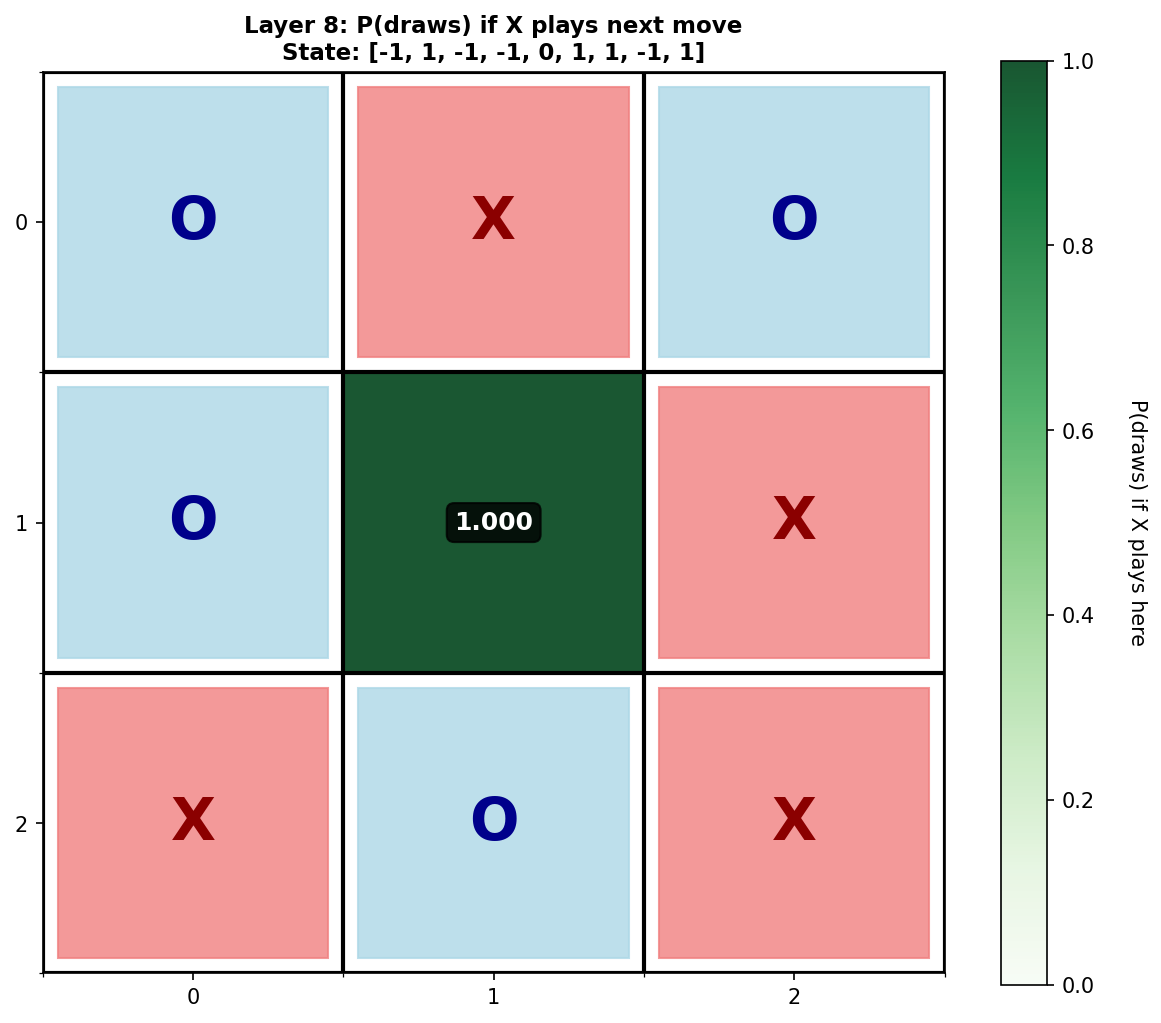 Layer 8: P(draws) if X plays next move
State: [-1, 1, -1, -1, 0, 1, 1, -1, 1]
1.0
0 O X O
0.8
0.6
1 O 1.000 X
P(draws) if X plays here
0.4
2 X O X
0.2
0.0
0 1 2